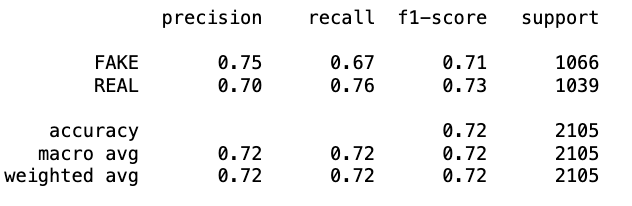 precision recall f1-score support
FAKE 0.75 0.67 0.71 1066
REAL 0.70 0.76 0.73 1039
accuracy 0.72 2105
macro avg 0.72 0.72 0.72 2105
weighted avg 0.72 0.72 0.72 2105